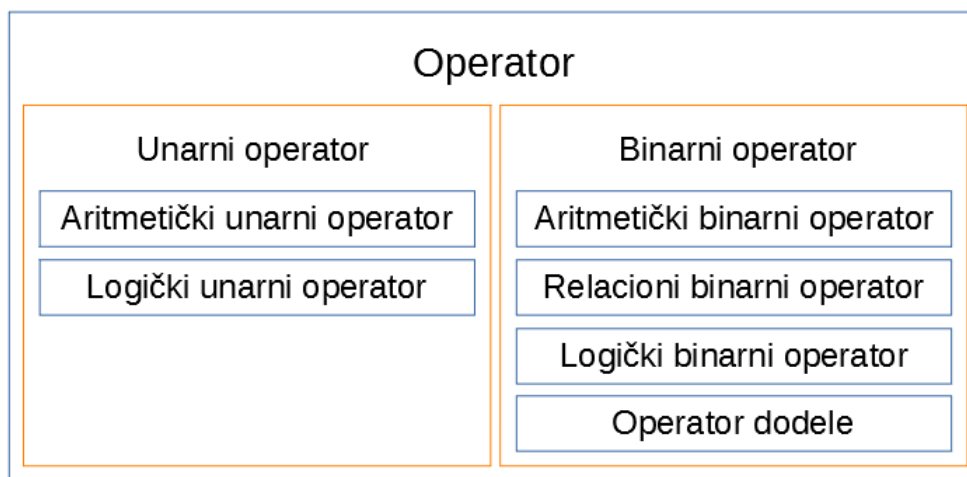 Operator
Unarni operator
Aritmetički unarni operator
Logički unarni operator
Binarni operator
Aritmetički binarni operator
Relacioni binarni operator
Logički binarni operator
Operator dodele